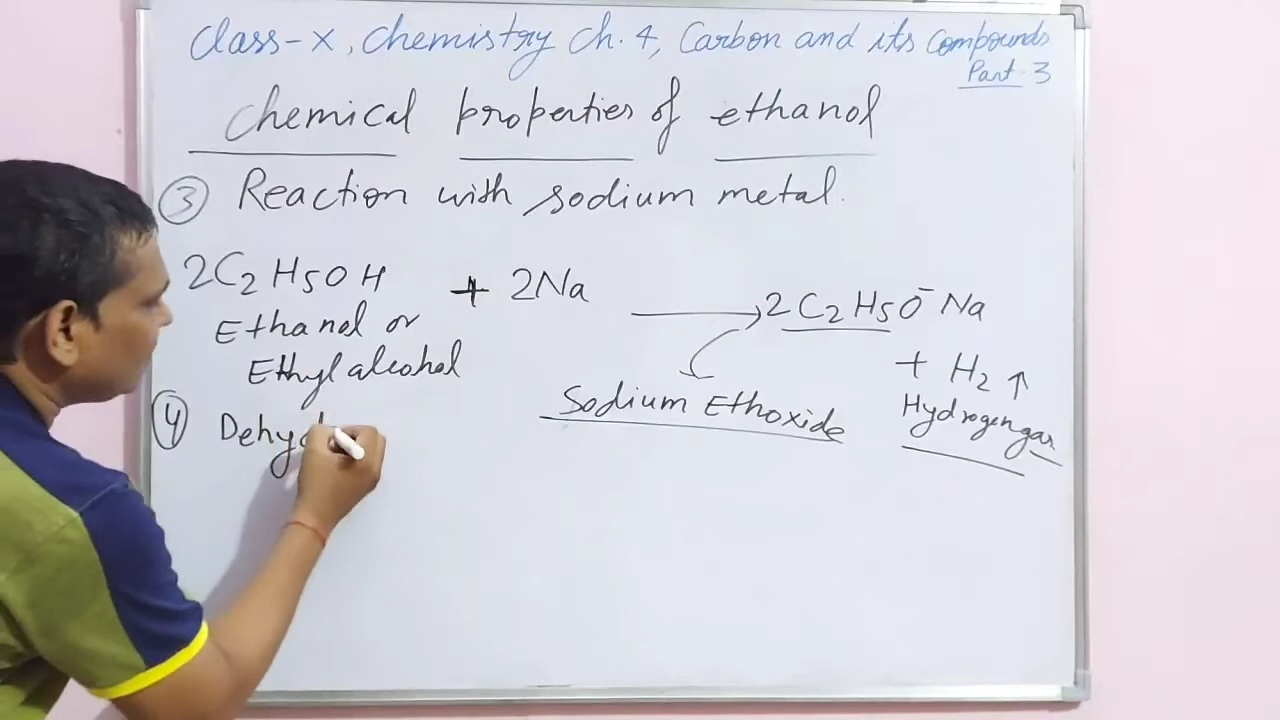 Class-X, Chemistry Ch. 4, Carbon and its Compounds
Part-3
Chemical properties of ethanol
③ Reaction with sodium metal.
2C₂H₅OH + 2Na ⟶ 2C₂H₅O⁻Na
Ethanol or
Ethyl alcohol
+ H₂↑
Sodium Ethoxide
Hydrogen gas
④ Dehyd